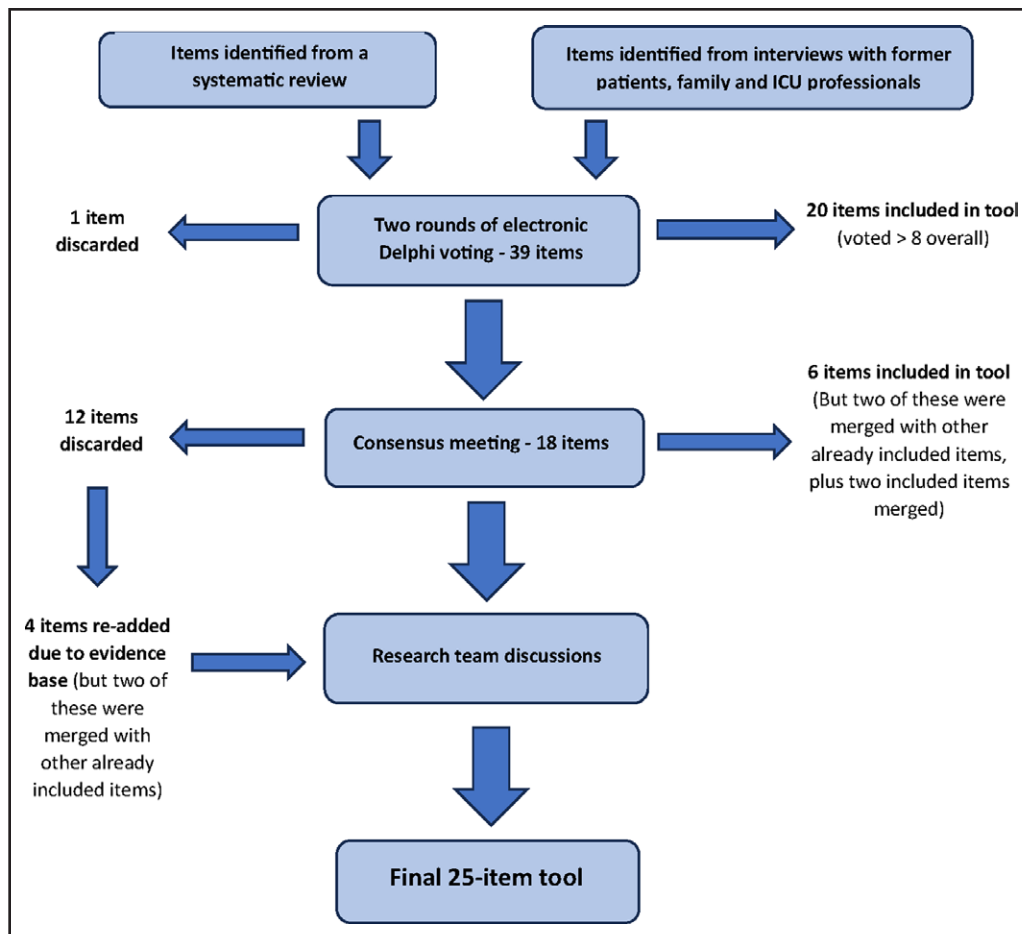 Items identified from a
systematic review
Items identified from interviews with former
patients, family and ICU professionals
1 item
discarded
Two rounds of electronic
Delphi voting - 39 items
20 items included in tool
(voted > 8 overall)
12 items
discarded
Consensus meeting - 18 items
6 items included in tool
(But two of these were
merged with other
already included items,
plus two included items
merged)
4 items re-added
due to evidence
base (but two of
these were
merged with
other already
included items)
Research team discussions
Final 25-item tool